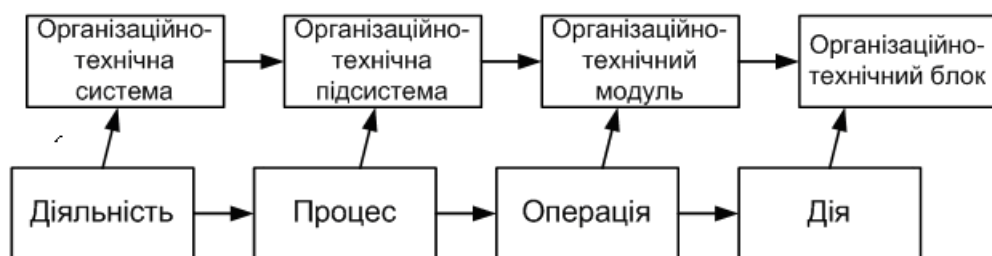 Організаційно-
технічна
система
Організаційно-
технічна
підсистема
Організаційно-
технічний
модуль
Організаційно-
технічний блок
Діяльність
Процес
Операція
Дія